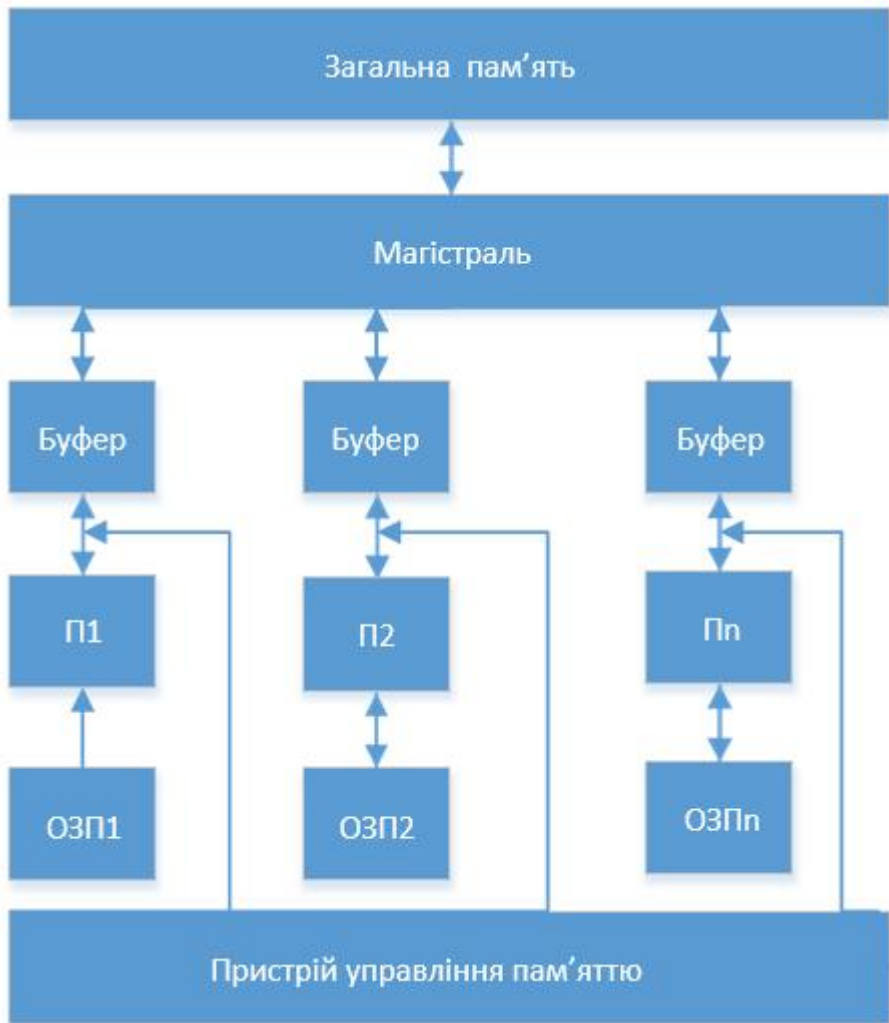 Загальна пам’ять
Магістраль
Буфер
Буфер
Буфер
П1
П2
Пn
ОЗП1
ОЗП2
ОЗПn
Пристрій управління пам’яттю